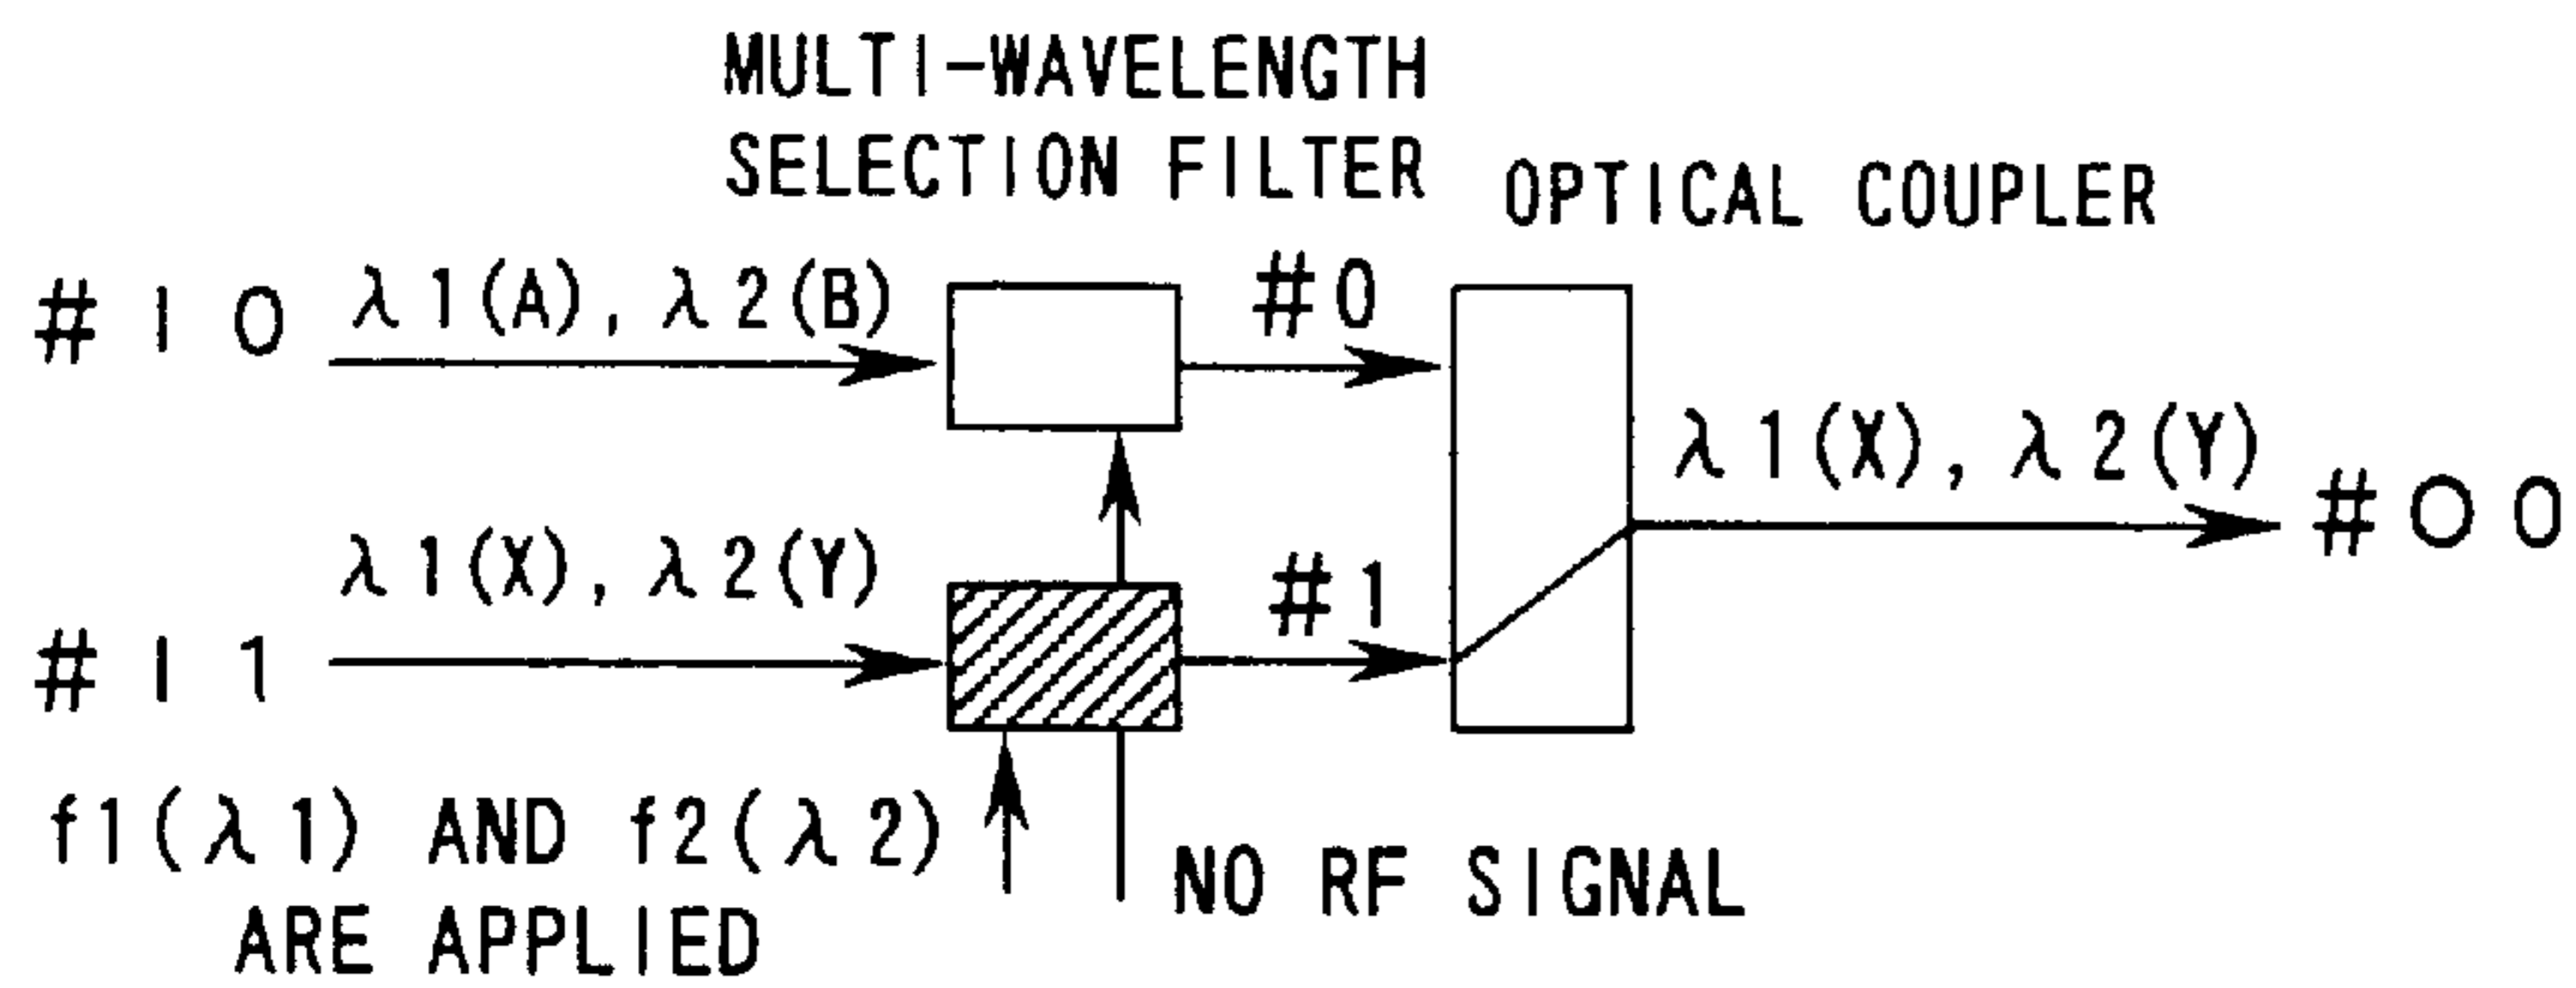 MULTI-WAVELENGTH
SELECTION FILTER
OPTICAL COUPLER
#I0 λ1(A), λ2(B) #0
λ1(X), λ2(Y) #O0
#I1 λ1(X), λ2(Y) #1
f1(λ1) AND f2(λ2)
ARE APPLIED
NO RF SIGNAL